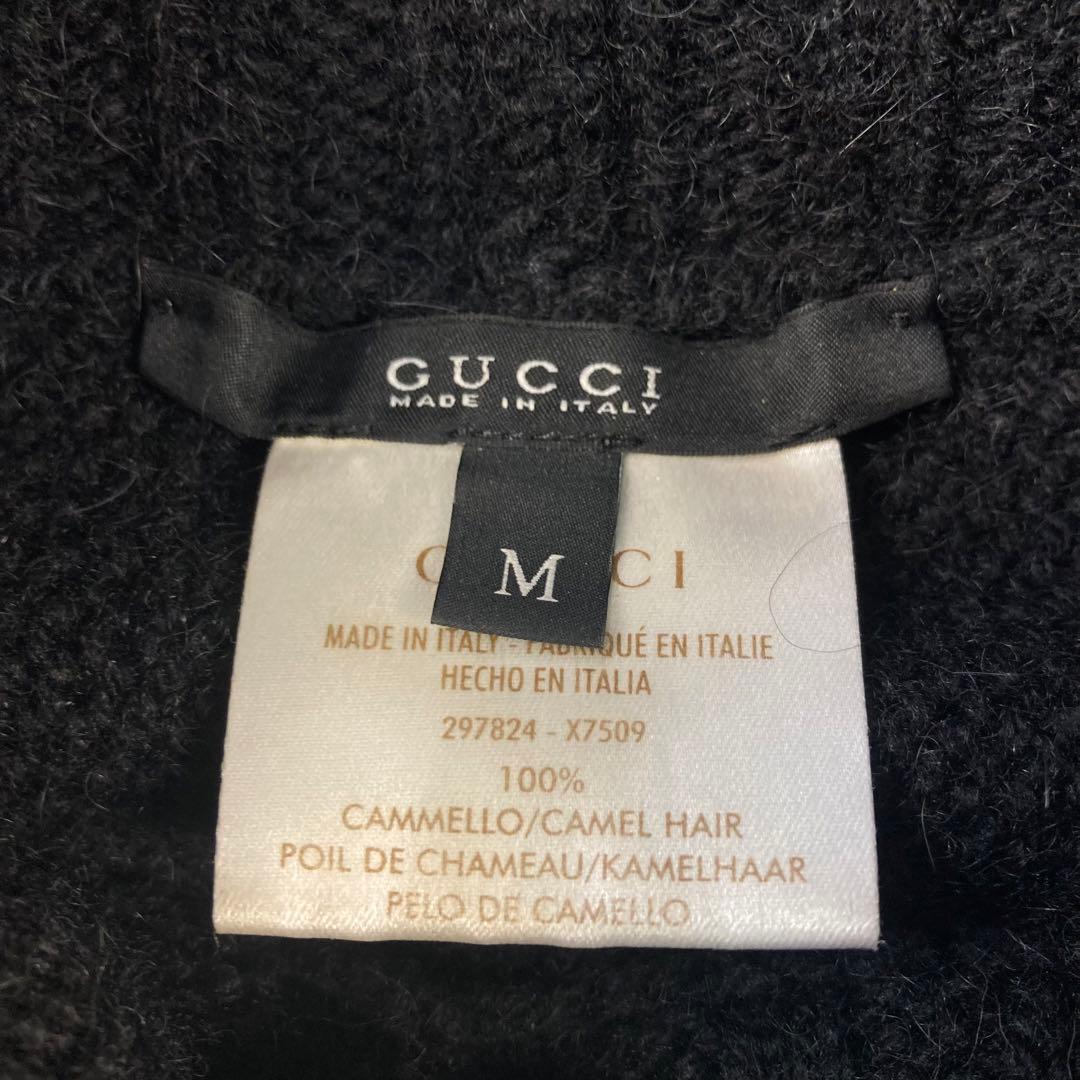 GUCCI
MADE IN ITALY
M
G CI
MADE IN ITALY - FABRIQUÉ EN ITALIE
HECHO EN ITALIA
297824 - X7509
100%
CAMMELLO/CAMEL HAIR
POIL DE CHAMEAU/KAMELHAAR
PELO DE CAMELLO